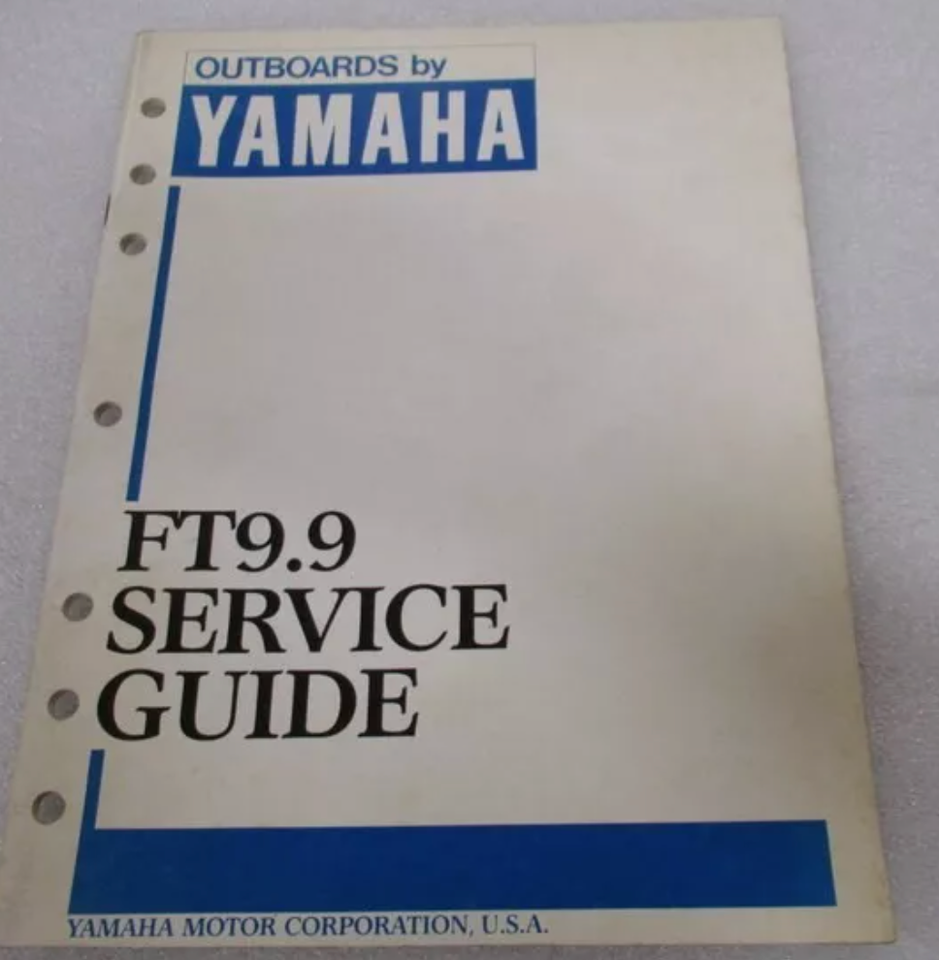 OUTBOARDS by
YAMAHA
FT9.9
SERVICE
GUIDE
YAMAHA MOTOR CORPORATION, U.S.A.